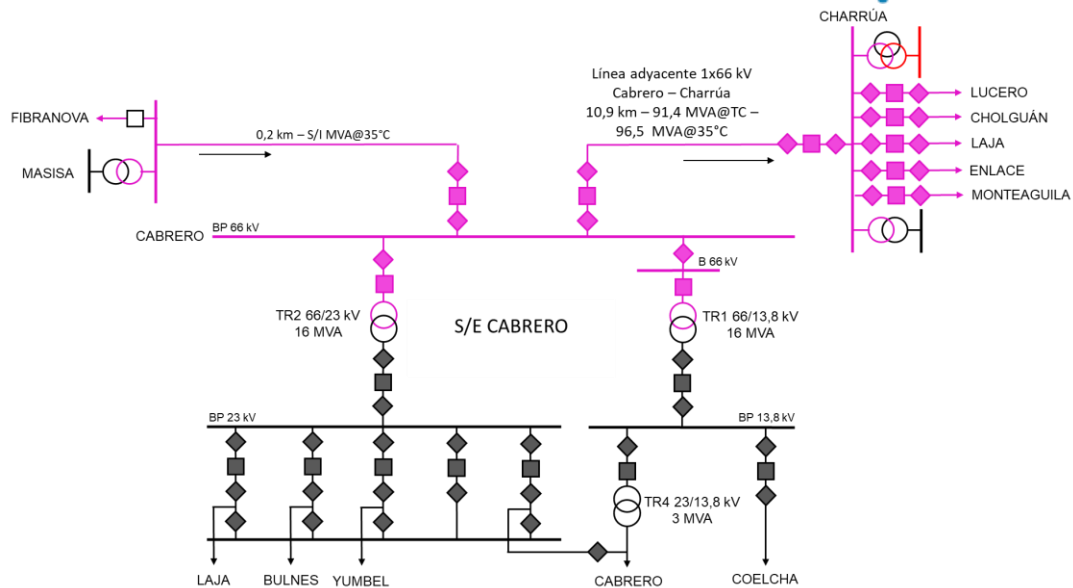 CHARRÚA
Línea adyacente 1x66 kV
Cabrero – Charrúa
10,9 km – 91,4 MVA@TC –
96,5 MVA@35°C
LUCERO
CHOLGUÁN
LAJA
ENLACE
MONTEAGUILA
FIBRANOVA
MASISA
0,2 km – S/I MVA@35°C
CABRERO
BP 66 kV
B 66 kV
TR2 66/23 kV
16 MVA
S/E CABRERO
TR1 66/13,8 kV
16 MVA
BP 23 kV
BP 13,8 kV
TR4 23/13,8 kV
3 MVA
LAJA
BULNES
YUMBEL
CABRERO
COELCHA